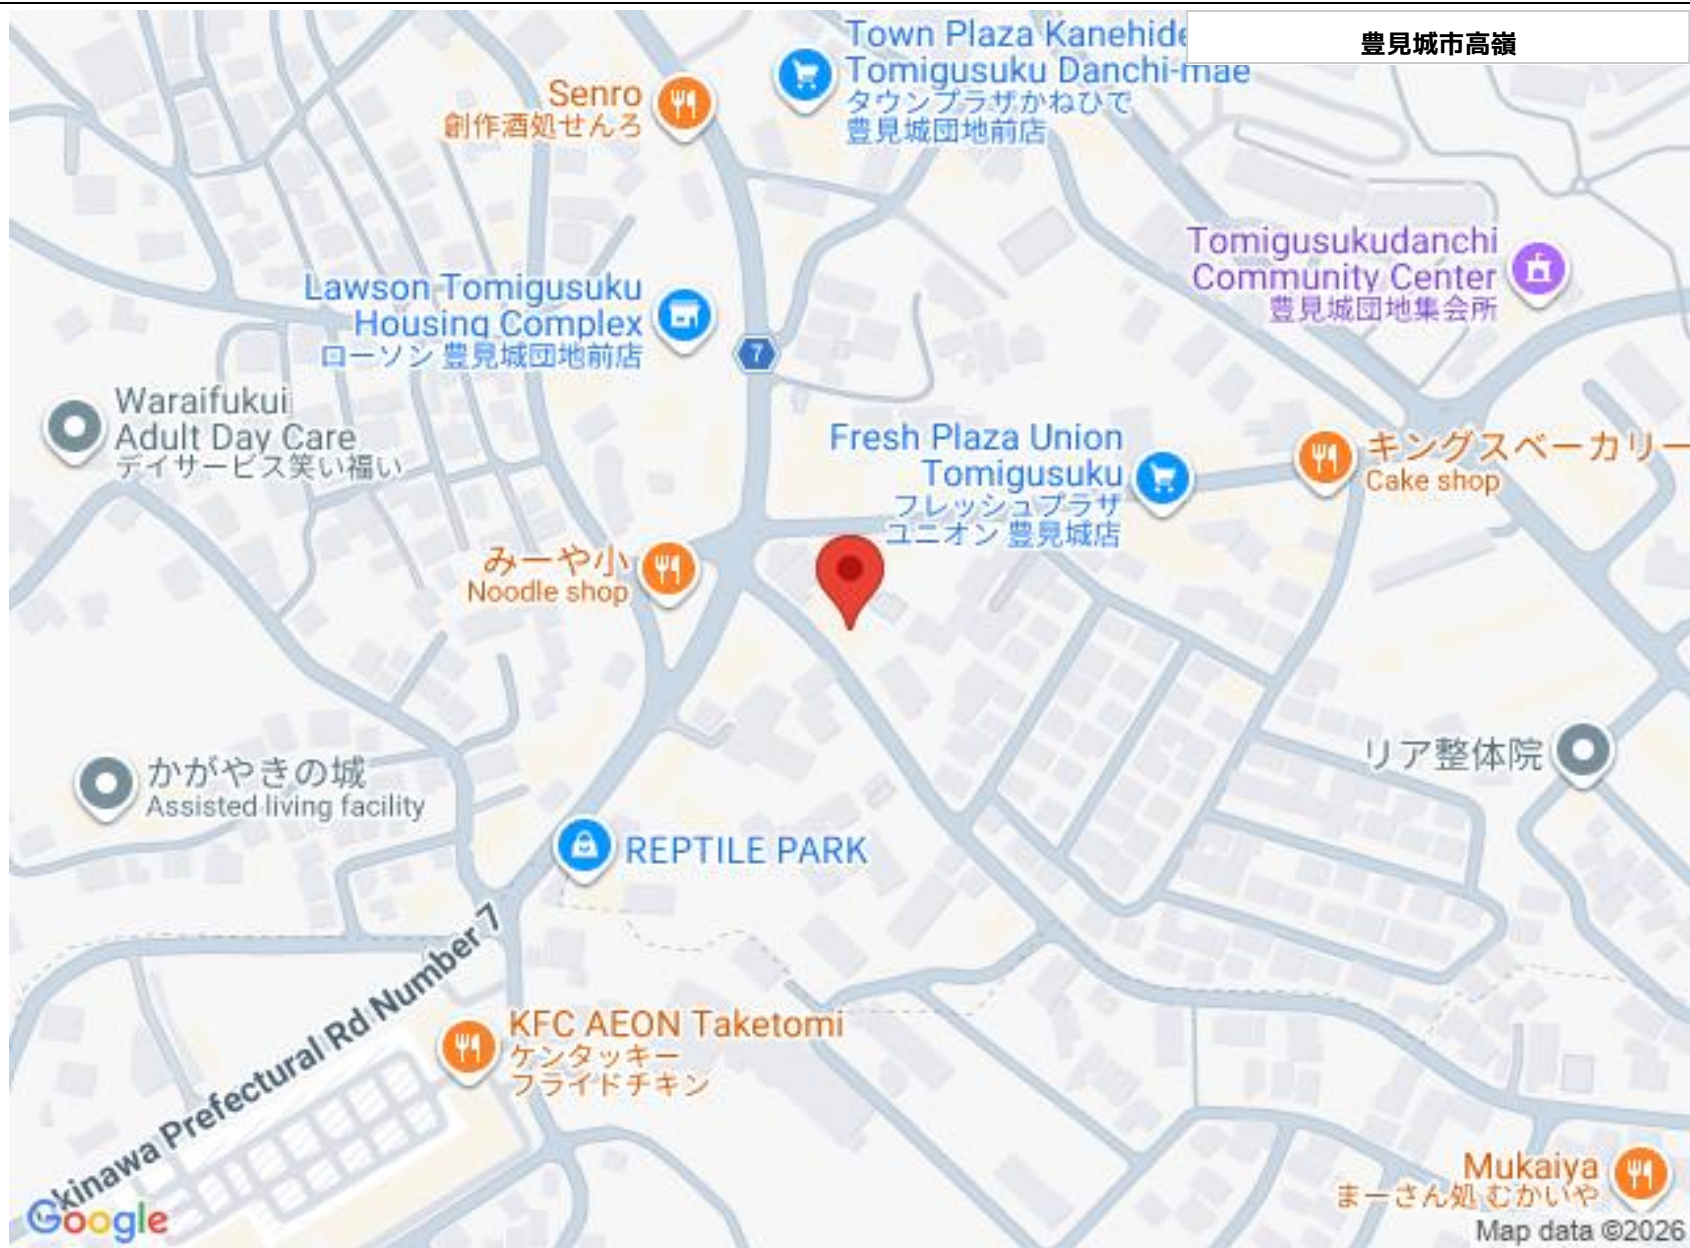 豊見城市高嶺
Town Plaza Kanehide
Tomigusuku Danchi-mae
タウンプラザかねひで
豊見城団地前店
Senro
創作酒処せんろ
Tomigusukudanchi
Community Center
豊見城団地集会所
Lawson Tomigusuku
Housing Complex
ローソン 豊見城団地前店
7
Waraifukui
Adult Day Care
デイサービス笑い福い
Fresh Plaza Union
Tomigusuku
フレッシュプラザ
ユニオン 豊見城店
キングスベーカリー
Cake shop
みーや小
Noodle shop
リア整体院
かがやきの城
Assisted living facility
REPTILE PARK
kinawa Prefectural Rd Number 7
KFC AEON Taketomi
ケンタッキー
フライドチキン
Mukaiya
まーさん処 むかいや
Google
Map data ©2026